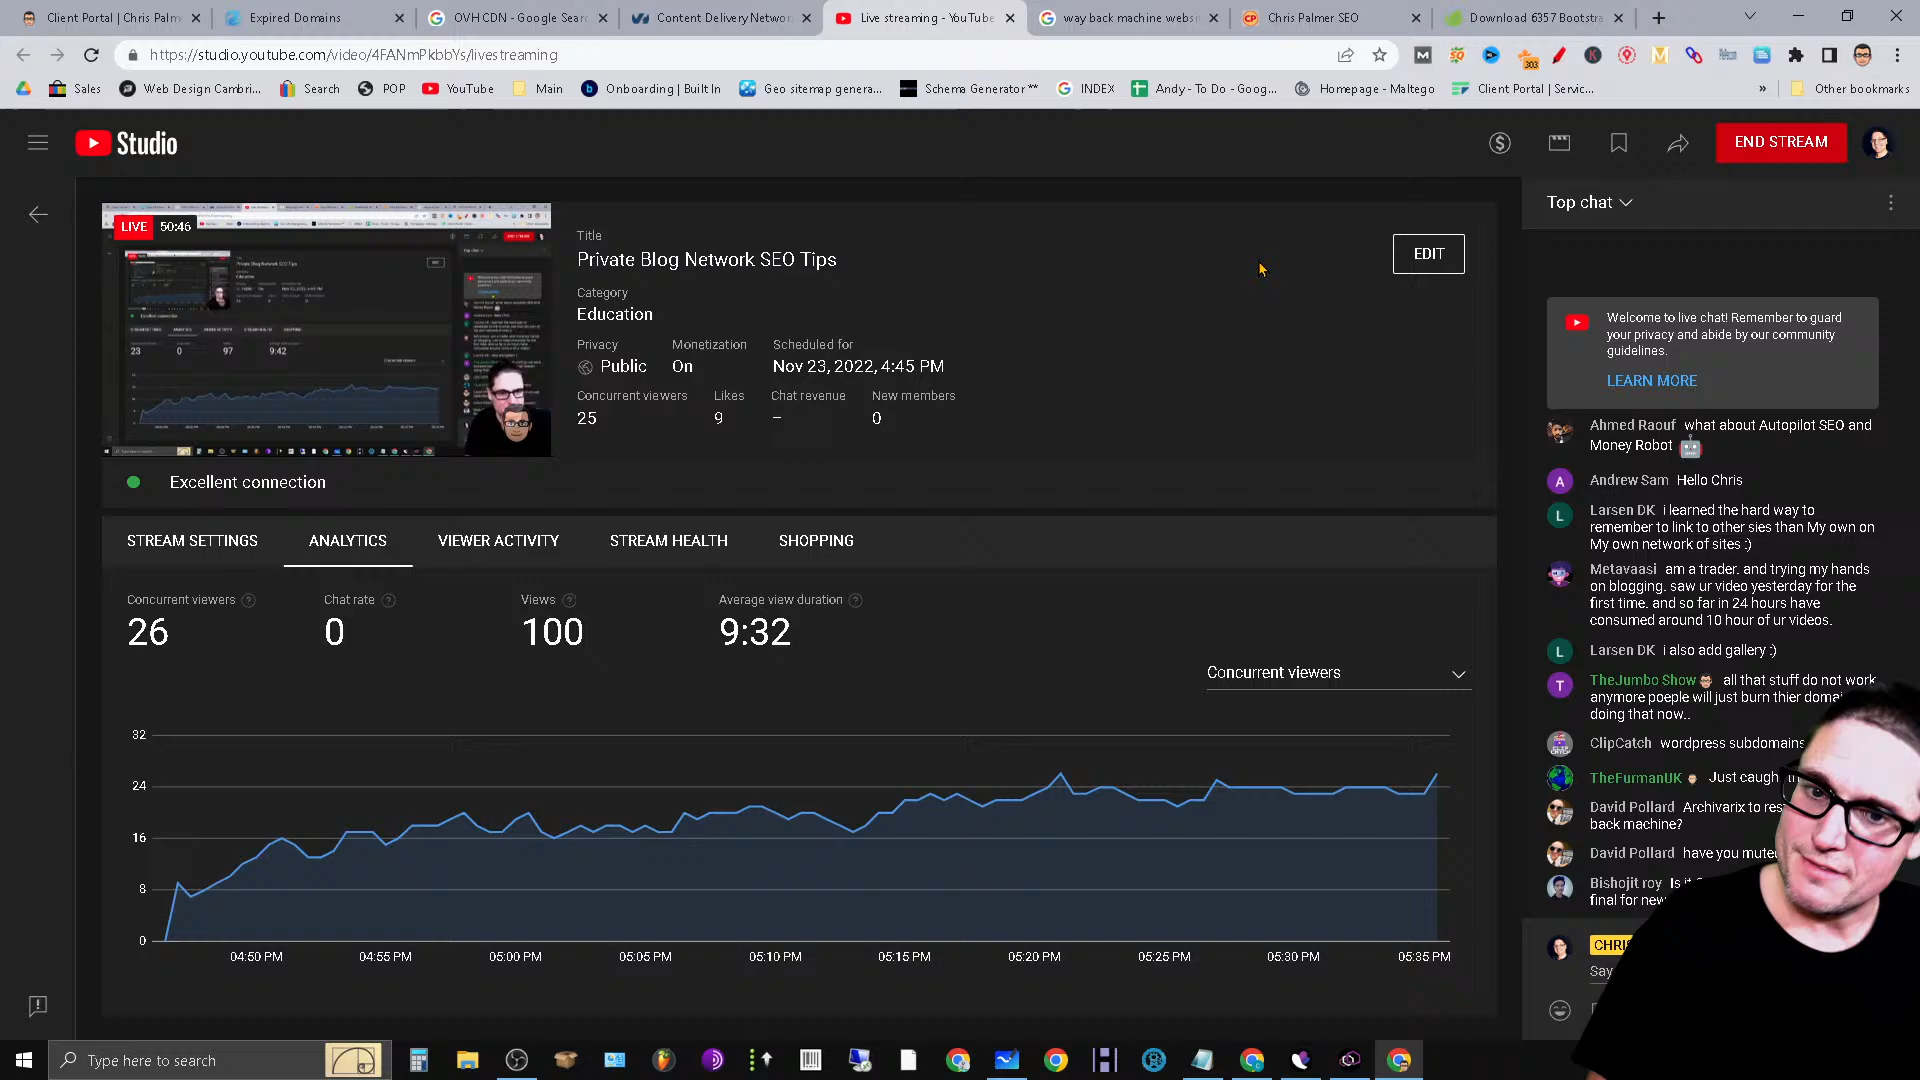 Client Portal | Chris Palm
Expired Domains
OVH CDN - Google Sear
Content Delivery Networ
Live streaming - YouTube
way back machine websi
Chris Palmer SEO
Download 6357 Bootstra
https://studio.youtube.com/video/4FANmPkbbYs/livestreaming
303
Sales
Web Design Cambri...
Search
POP
YouTube
Main
Onboarding | Built In
Geo sitemap genera...
Schema Generator **
INDEX
Andy - To Do - Goog...
Homepage - Maltego
Client Portal | Servic...
Other bookmarks
Studio
END STREAM
LIVE 50:46
Title
Private Blog Network SEO Tips
EDIT
Category
Education
Privacy Monetization Scheduled for
Public On Nov 23, 2022, 4:45 PM
Concurrent viewers Likes Chat revenue New members
25 9 – 0
Excellent connection
STREAM SETTINGS ANALYTICS VIEWER ACTIVITY STREAM HEALTH SHOPPING
Concurrent viewers Chat rate Views Average view duration
26 0 100 9:32
Concurrent viewers
32
24
16
8
0
04:50 PM 04:55 PM 05:00 PM 05:05 PM 05:10 PM 05:15 PM 05:20 PM 05:25 PM 05:30 PM 05:35 PM
Top chat
Welcome to live chat! Remember to guard
your privacy and abide by our community
guidelines.
LEARN MORE
Ahmed Raouf what about Autopilot SEO and
Money Robot
Andrew Sam Hello Chris
Larsen DK i learned the hard way to
remember to link to other sies than My own on
My own network of sites :)
Metavaasi am a trader. and trying my hands
on blogging. saw ur video yesterday for the
first time. and so far in 24 hours have
consumed around 10 hour of ur videos.
Larsen DK i also add gallery :)
TheJumbo Show all that stuff do not work
anymore poeple will just burn thier doma
doing that now..
ClipCatch wordpress subdomains
TheFurmanUK Just caugh
David Pollard Archivarix to res
back machine?
David Pollard have you mute
Bishojit roy Is it
final for new
CHRI
Say
Type here to search